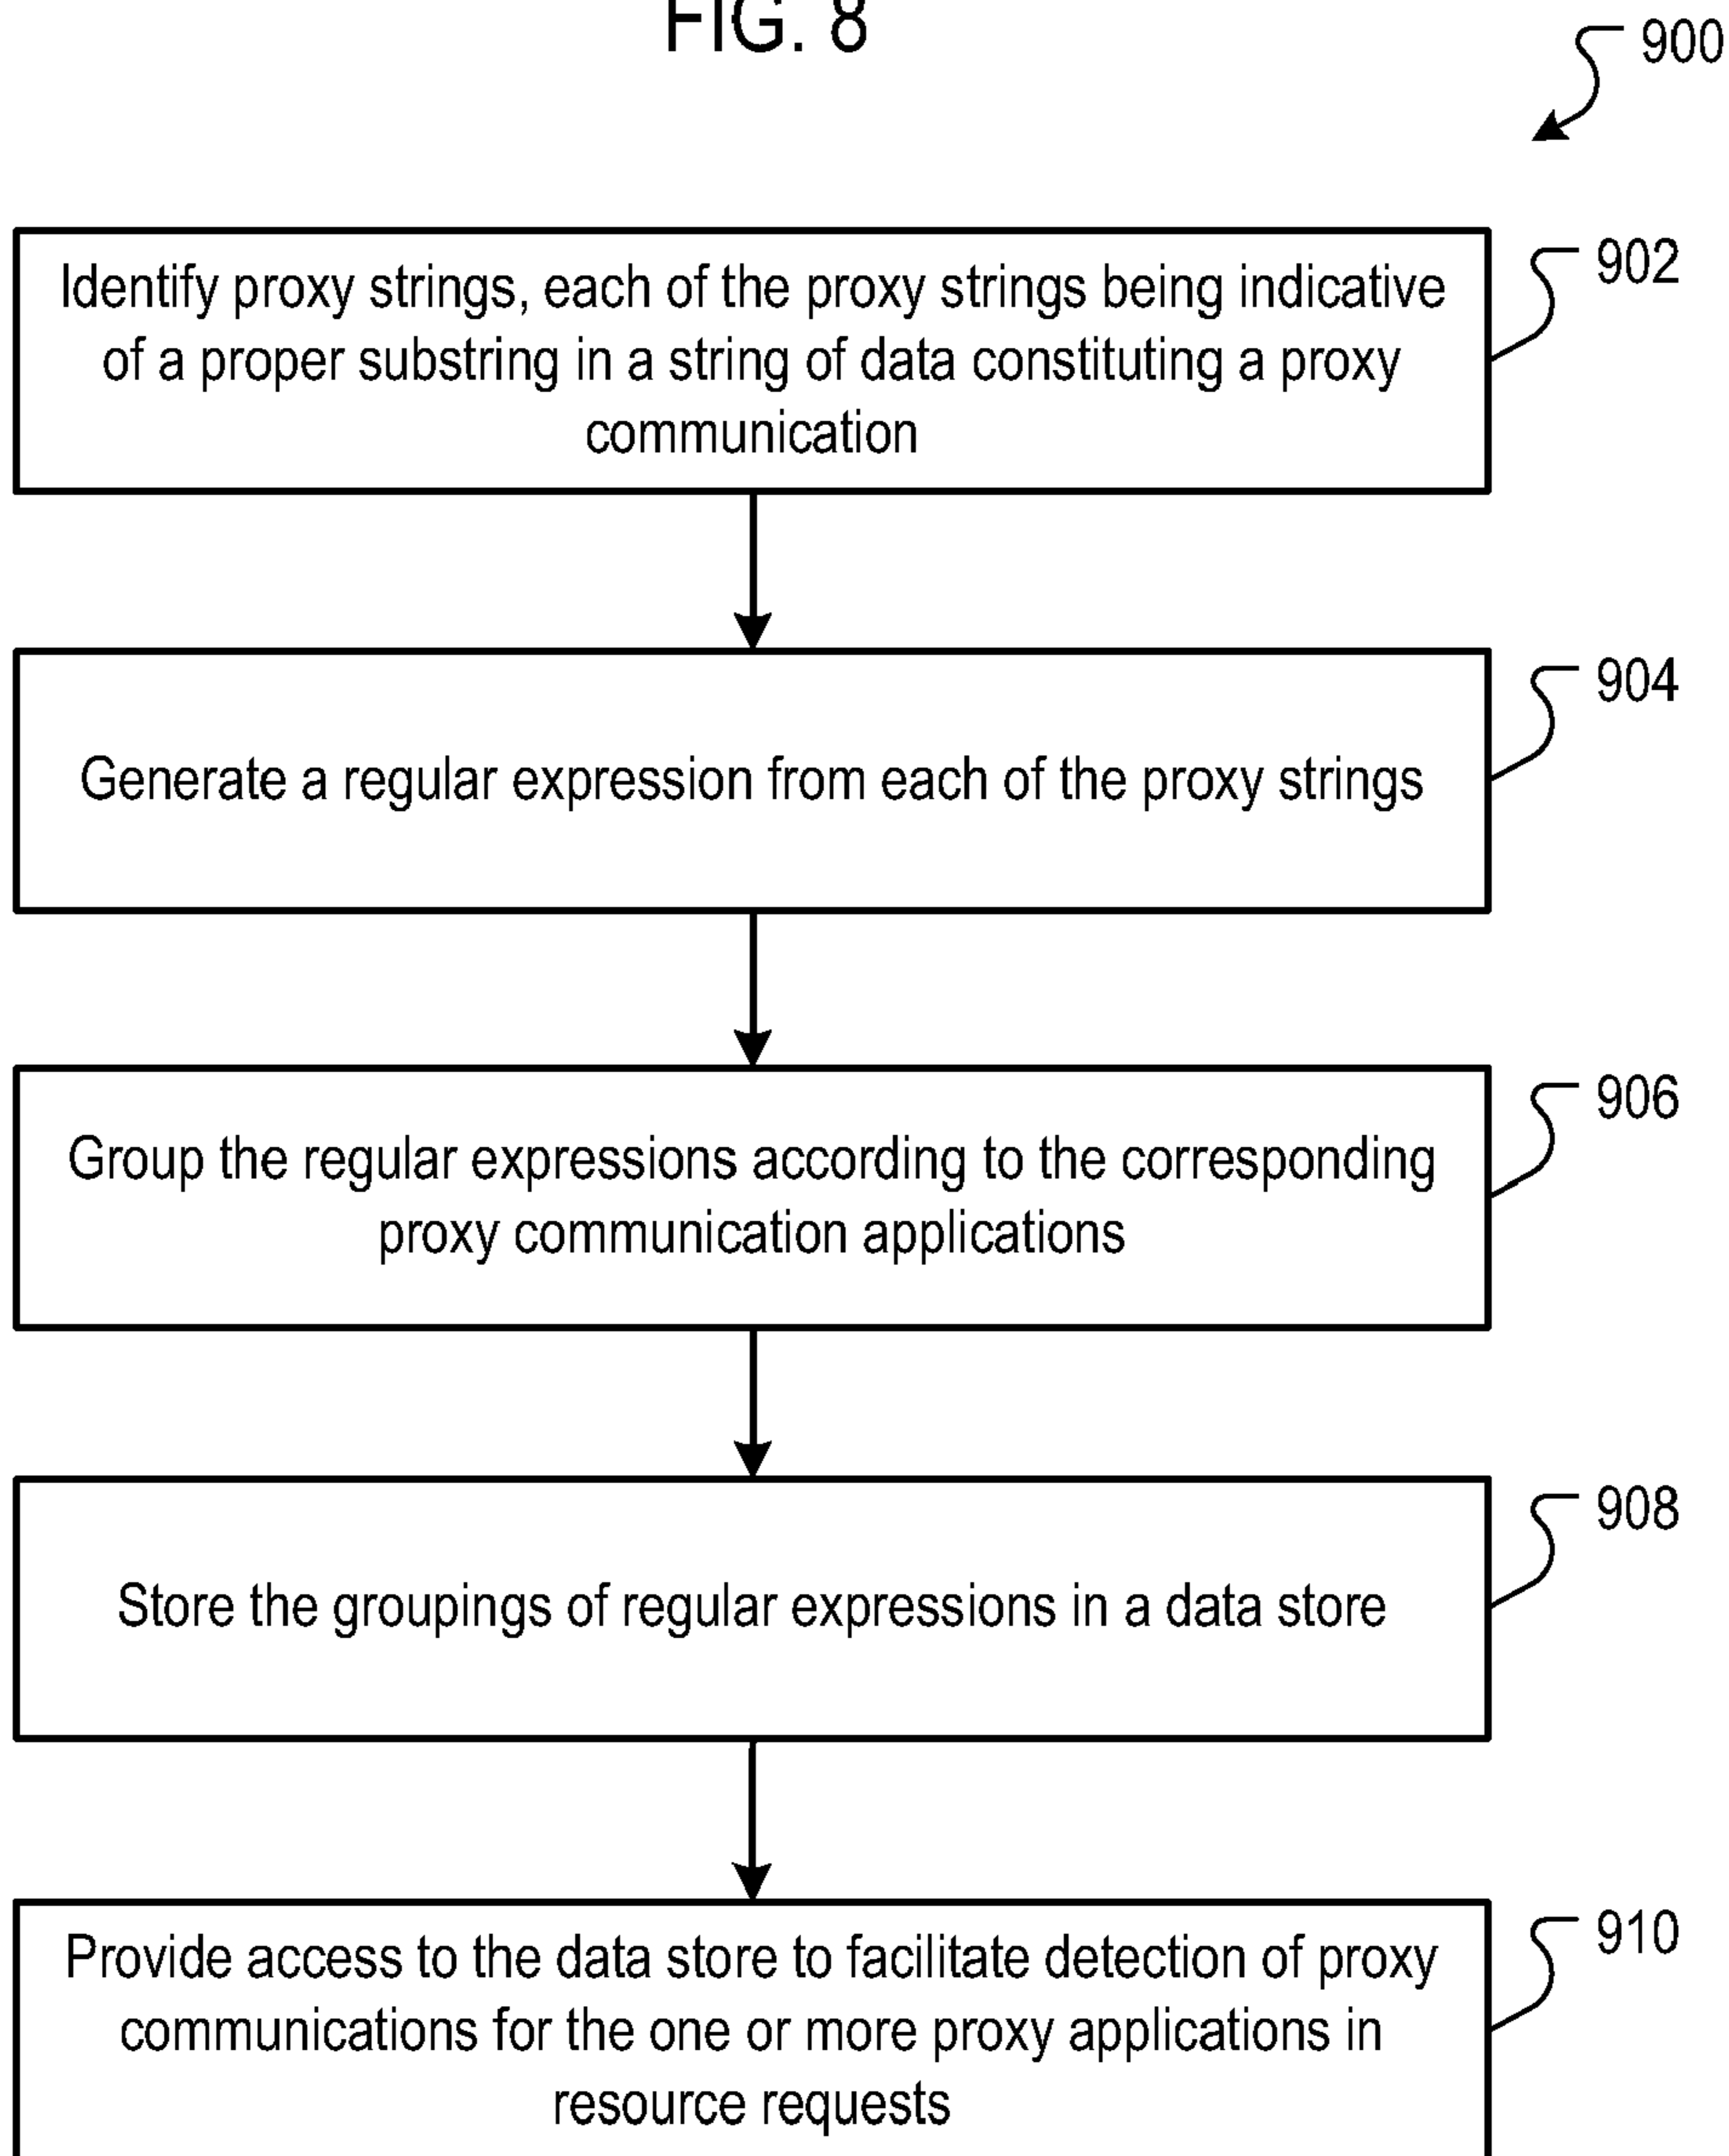 FIG. 8
900
Identify proxy strings, each of the proxy strings being indicative
of a proper substring in a string of data constituting a proxy
communication
902
Generate a regular expression from each of the proxy strings
904
Group the regular expressions according to the corresponding
proxy communication applications
906
Store the groupings of regular expressions in a data store
908
Provide access to the data store to facilitate detection of proxy
communications for the one or more proxy applications in
resource requests
910